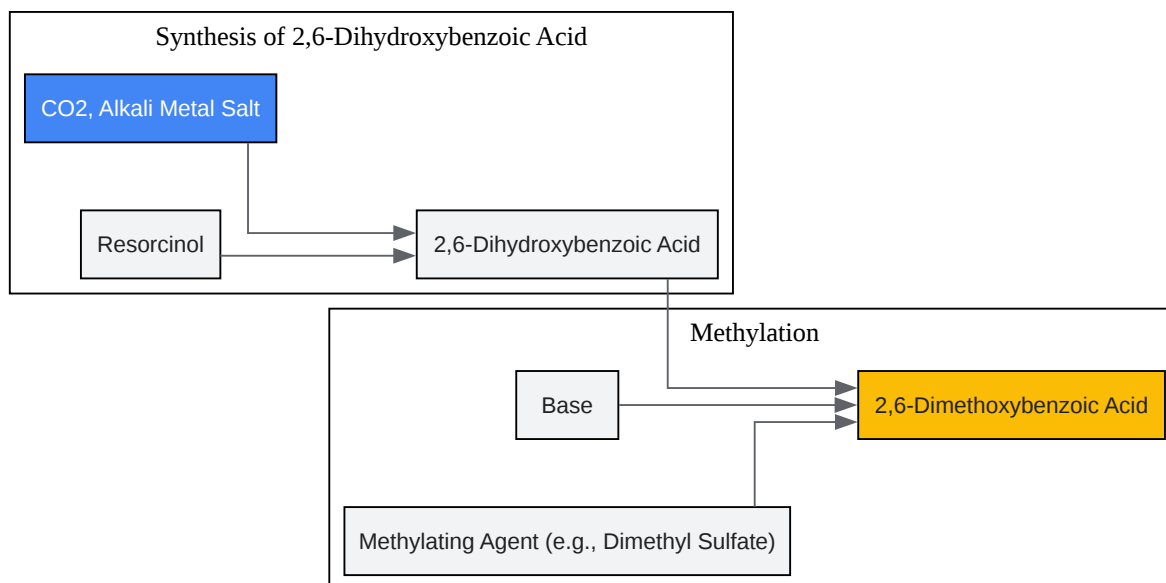 Synthesis of 2,6-Dihydroxybenzoic Acid
CO2, Alkali Metal Salt
Resorcinol
2,6-Dihydroxybenzoic Acid
Methylation
Base
2,6-Dimethoxybenzoic Acid
Methylating Agent (e.g., Dimethyl Sulfate)